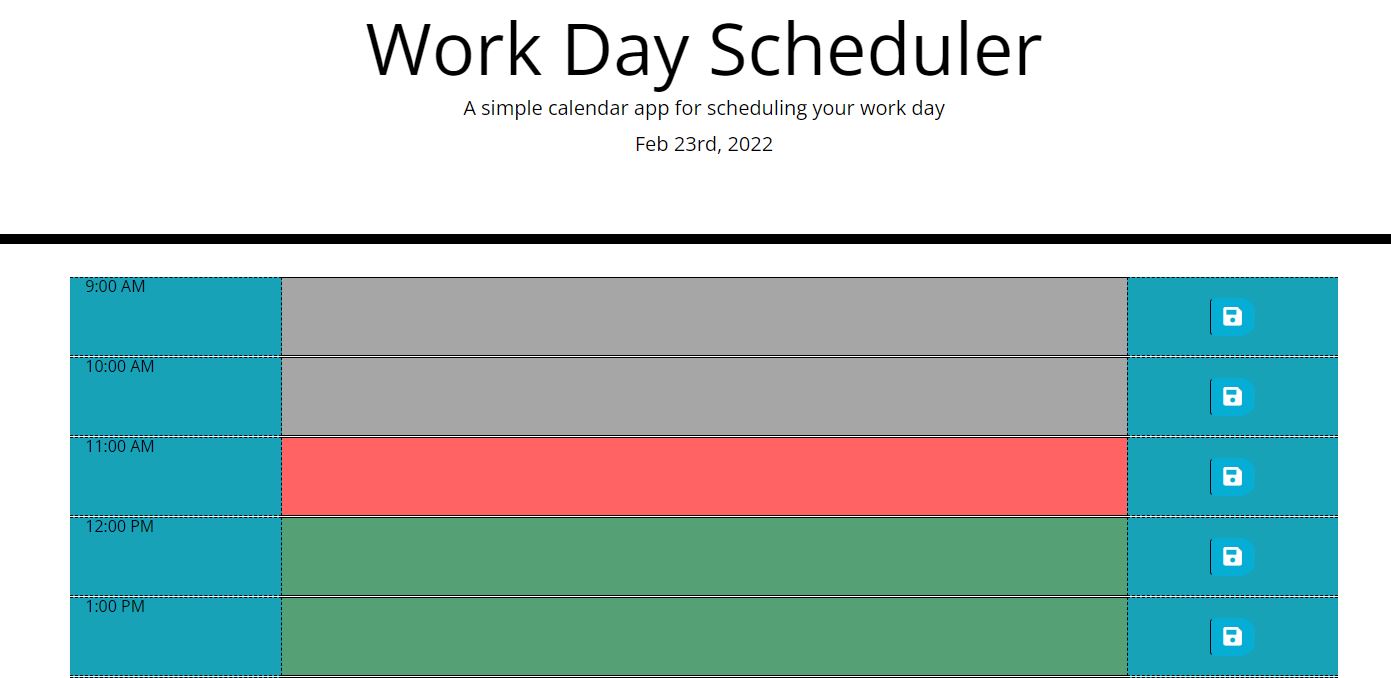 Work Day Scheduler
A simple calendar app for scheduling your work day
Feb 23rd, 2022
9:00 AM
10:00 AM
11:00 AM
12:00 PM
1:00 PM